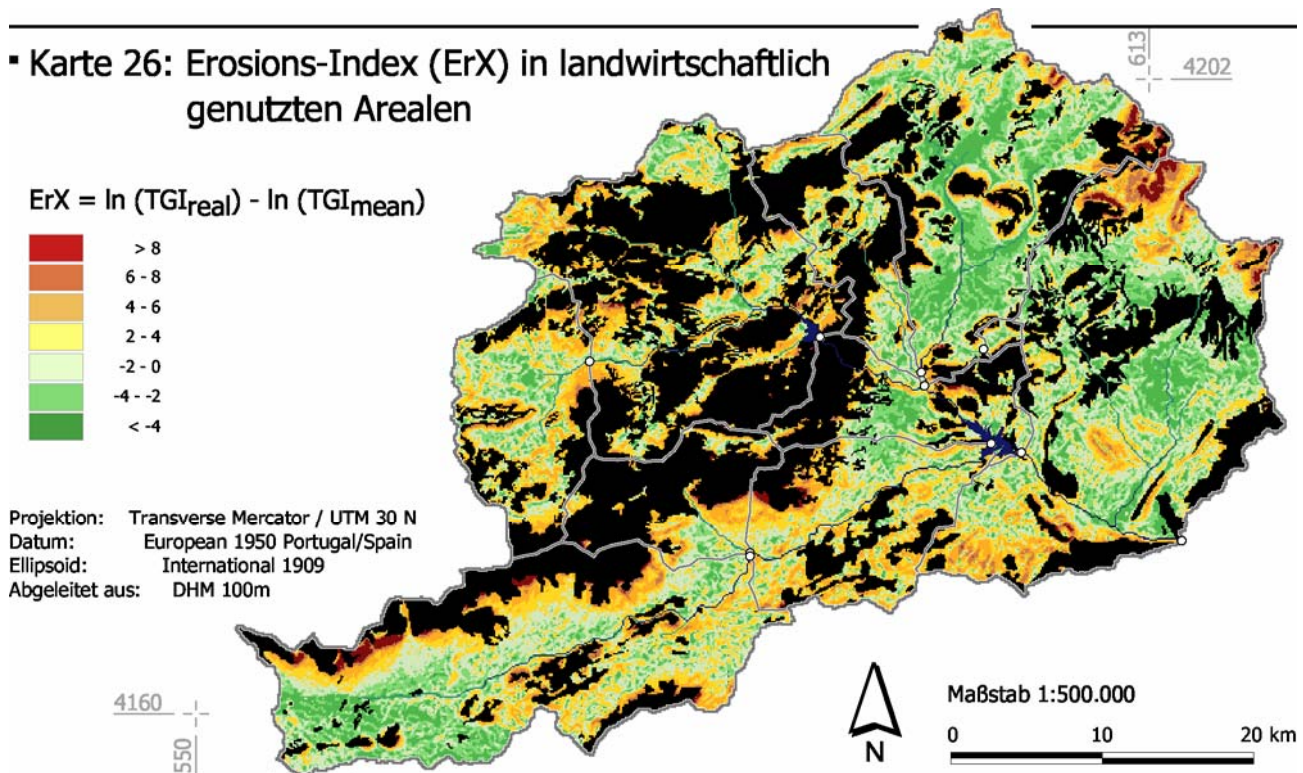 Karte 26: Erosions-Index (ErX) in landwirtschaftlich
genutzten Arealen
613
4202
ErX = ln (TGIreal) - ln (TGImean)
> 8
6 - 8
4 - 6
2 - 4
-2 - 0
-4 - -2
< -4
Projektion: Transverse Mercator / UTM 30 N
Datum: European 1950 Portugal/Spain
Ellipsoid: International 1909
Abgeleitet aus: DHM 100m
4160
550
N
Maßstab 1:500.000
0 10 20 km